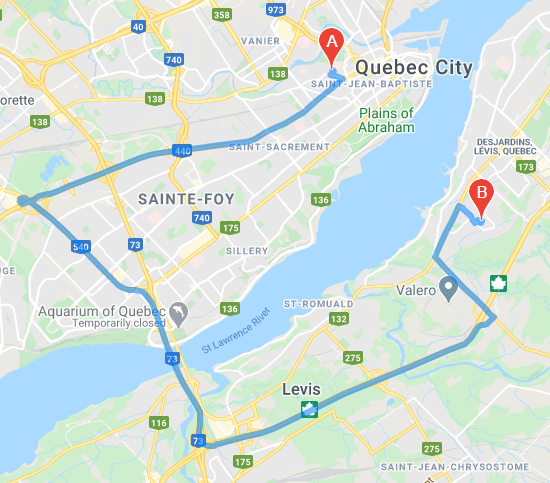 973
358
40
VANIER
A
740
138
Quebec City
SAINT-JEAN-BAPTISTE
orette
138
138
Plains of
Abraham
440
SAINT-SACREMENT
DESJARDINS,
LÉVIS, QUEBEC
173
B
SAINTE-FOY
136
740
175
540
73
SILLERY
UGE
Valero
Aquarium of Quebec
Temporarily closed
136
ST-ROMUALD
St Lawrence River
132
73
275
Levis
116
73
175
275
SAINT-JEAN-CHRYSOSTOME